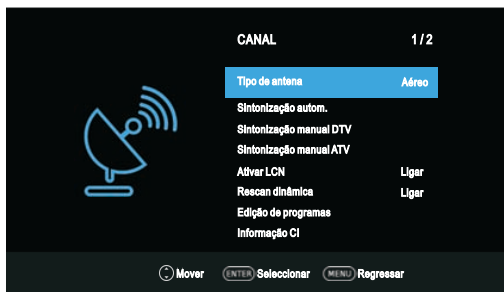 CANAL 1 / 2
Tipo de antena Aéreo
Sintonização autom.
Sintonização manual DTV
Sintonização manual ATV
Ativar LCN Ligar
Rescan dinâmica Ligar
Edição de programas
Informação CI
Mover ENTER Seleccionar MENU Regressar